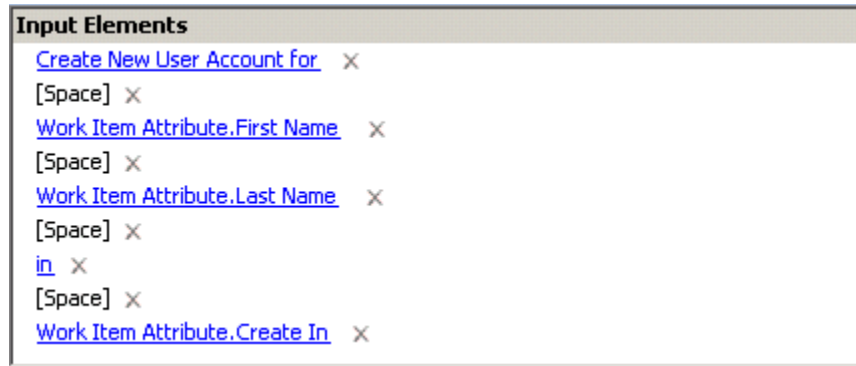 Input Elements
Create New User Account for
[Space]
Work Item Attribute.First Name
[Space]
Work Item Attribute.Last Name
[Space]
in
[Space]
Work Item Attribute.Create In